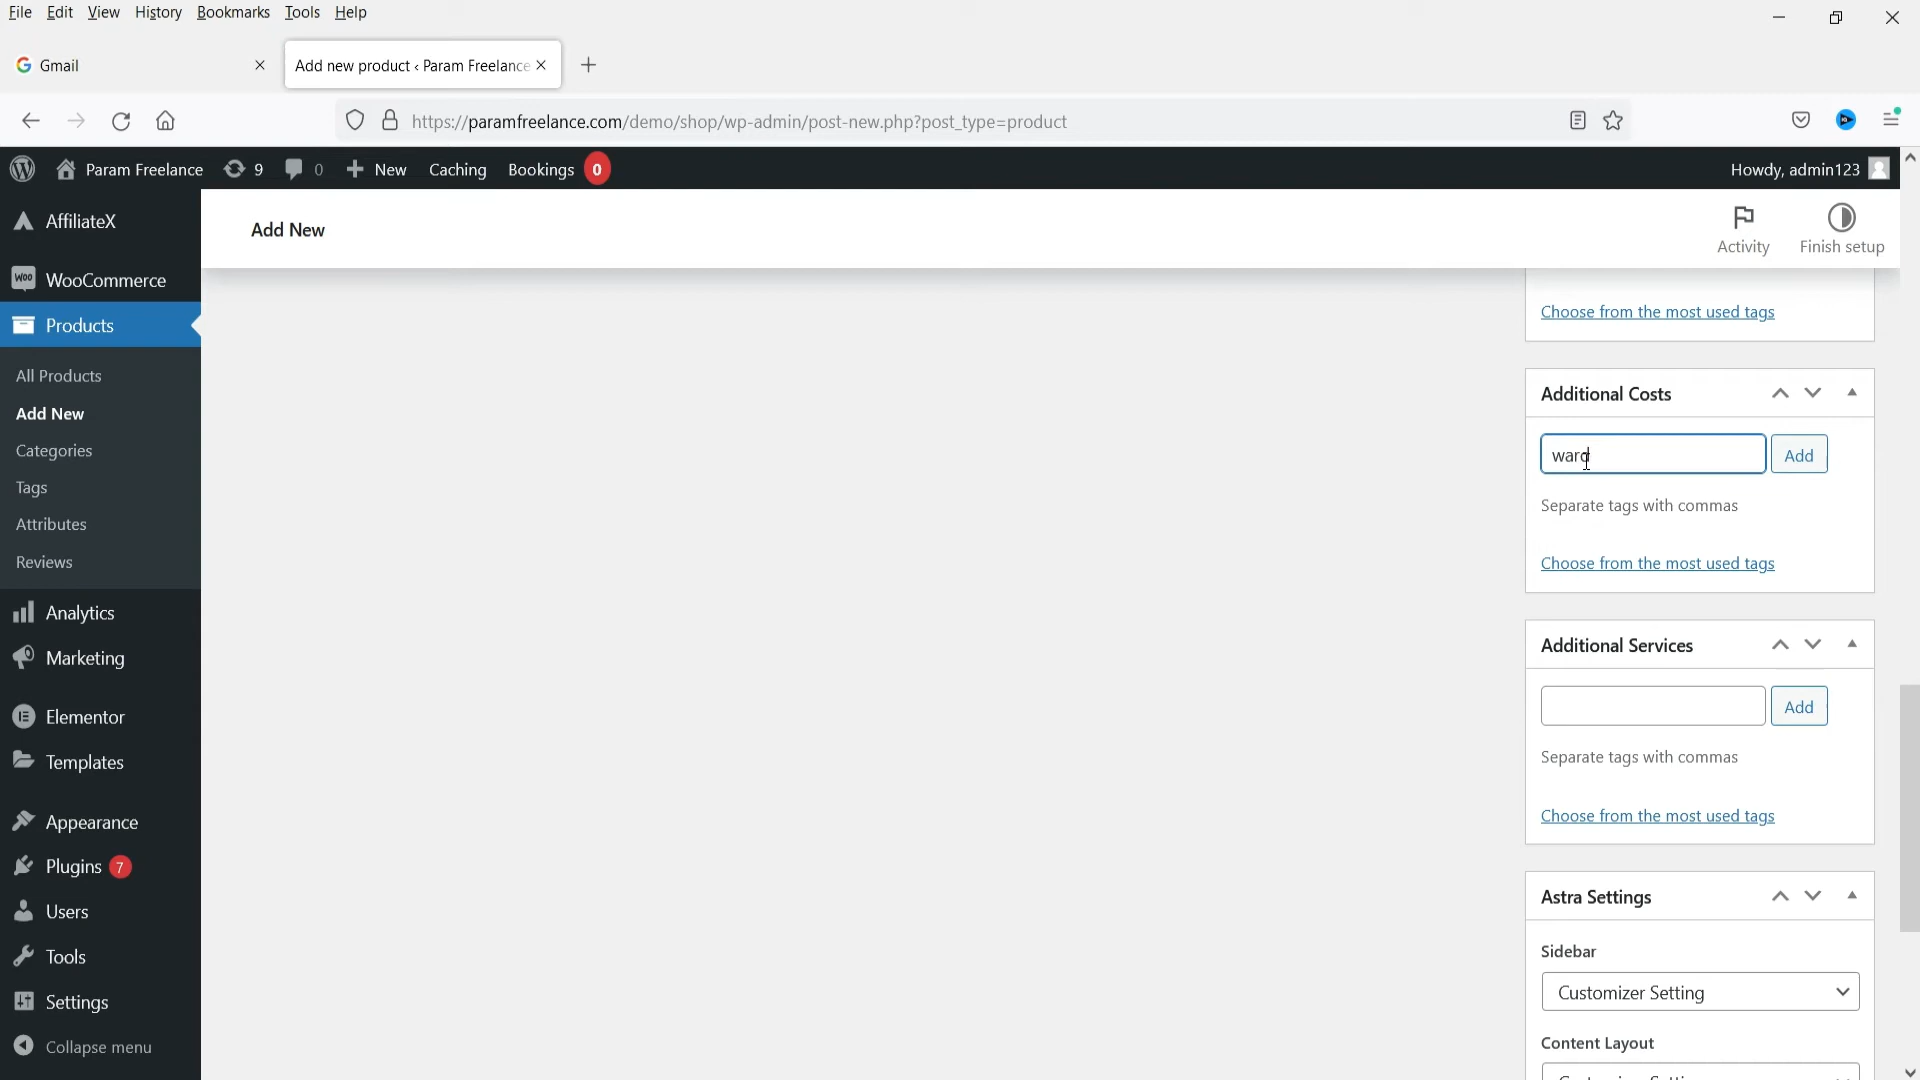 File Edit View History Bookmarks Tools Help
Gmail
Add new product ‹ Param Freelance
https://paramfreelance.com/demo/shop/wp-admin/post-new.php?post_type=product
Param Freelance 9 0 New Caching Bookings 0 Howdy, admin123
AffiliateX
WooCommerce
Products
All Products
Add New
Categories
Tags
Attributes
Reviews
Analytics
Marketing
Elementor
Templates
Appearance
Plugins 7
Users
Tools
Settings
Collapse menu
Add New
Activity
Finish setup
Choose from the most used tags
Additional Costs
ward
Add
Separate tags with commas
Choose from the most used tags
Additional Services
Add
Separate tags with commas
Choose from the most used tags
Astra Settings
Sidebar
Customizer Setting
Content Layout